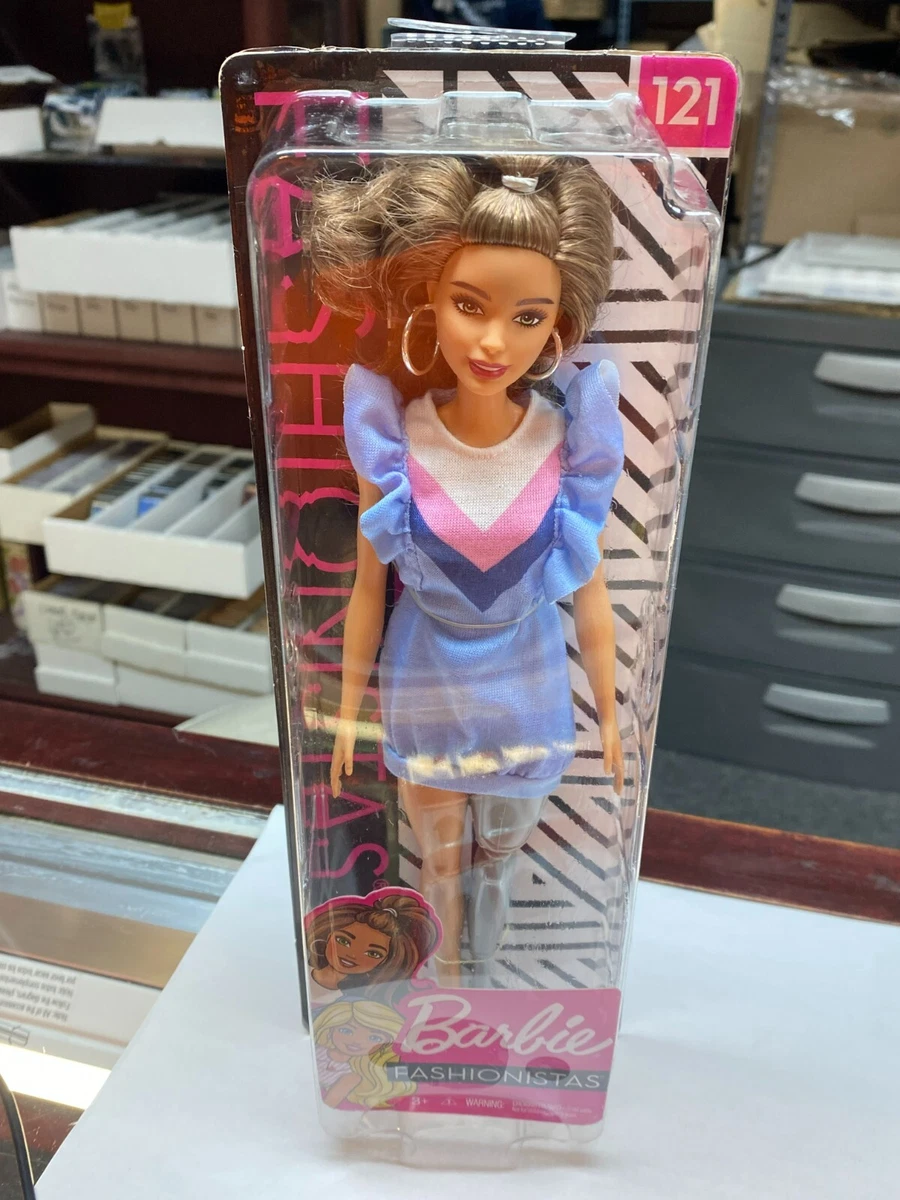 121
FASHIONISTAS
Barbie
FASHIONISTAS
3+ WARNING: